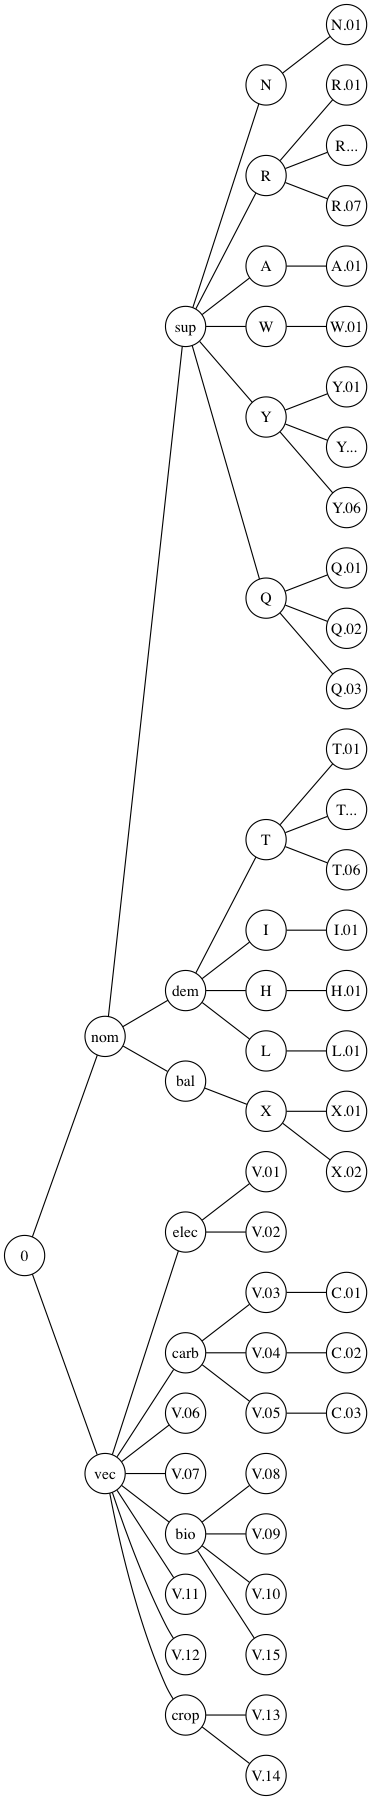 N.01
N
R.01
R...
R
R.07
A
A.01
sup
W
W.01
Y.01
Y
Y...
Y.06
Q.01
Q
Q.02
Q.03
T.01
T...
T
T.06
I
I.01
dem
H
H.01
nom
L
L.01
bal
X
X.01
V.01
X.02
elec
V.02
0
V.03
C.01
carb
V.04
C.02
V.06
V.05
C.03
vec
V.07
V.08
bio
V.09
V.11
V.10
V.12
V.15
crop
V.13
V.14